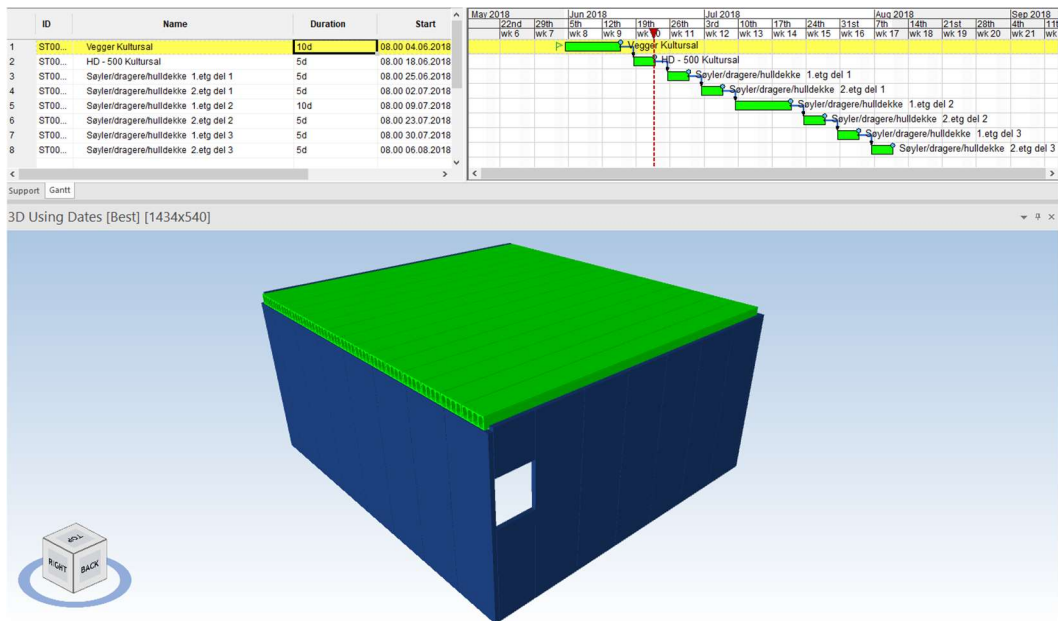 ID Name Duration Start
1 ST00... Vegger Kultursal 10d 08.00 04.06.2018
2 ST00... HD - 500 Kultursal 5d 08.00 18.06.2018
3 ST00... Søyler/dragere/hulldekke 1.etg del 1 5d 08.00 25.06.2018
4 ST00... Søyler/dragere/hulldekke 2.etg del 1 5d 08.00 02.07.2018
5 ST00... Søyler/dragere/hulldekke 1.etg del 2 10d 08.00 09.07.2018
6 ST00... Søyler/dragere/hulldekke 2.etg del 2 5d 08.00 23.07.2018
7 ST00... Søyler/dragere/hulldekke 1.etg del 3 5d 08.00 30.07.2018
8 ST00... Søyler/dragere/hulldekke 2.etg del 3 5d 08.00 06.08.2018
May 2018 Jun 2018 Jul 2018 Aug 2018 Sep 2018
22nd 29th 5th 12th 19th 26th 3rd 10th 17th 24th 31st 7th 14th 21st 28th 4th 11th
wk 6 wk 7 wk 8 wk 9 wk 11 wk 12 wk 13 wk 14 wk 15 wk 16 wk 17 wk 18 wk 19 wk 20 wk 21 wk
Vegger Kultursal
HD - 500 Kultursal
Søyler/dragere/hulldekke 1.etg del 1
Søyler/dragere/hulldekke 2.etg del 1
Søyler/dragere/hulldekke 1.etg del 2
Søyler/dragere/hulldekke 2.etg del 2
Søyler/dragere/hulldekke 1.etg del 3
Søyler/dragere/hulldekke 2.etg del 3
Support Gantt
3D Using Dates [Best] [1434x540]
TOP
RIGHT BACK